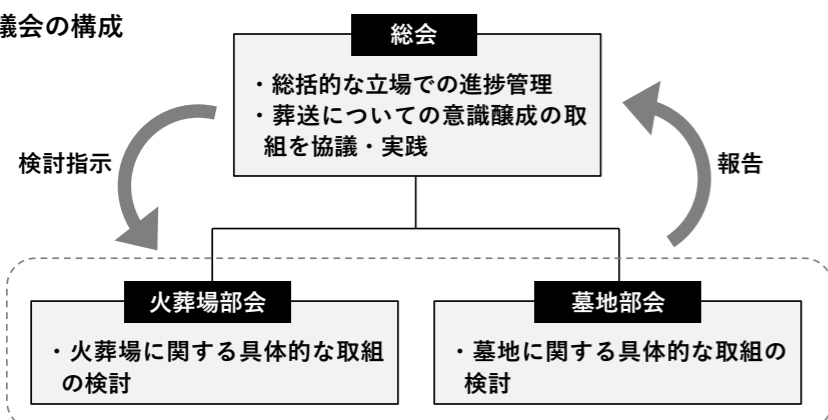 議会の構成
総会
・総括的な立場での進捗管理
・葬送についての意識醸成の取
組を協議・実践
検討指示
報告
火葬場部会
・火葬場に関する具体的な取組
の検討
墓地部会
・墓地に関する具体的な取組の
検討